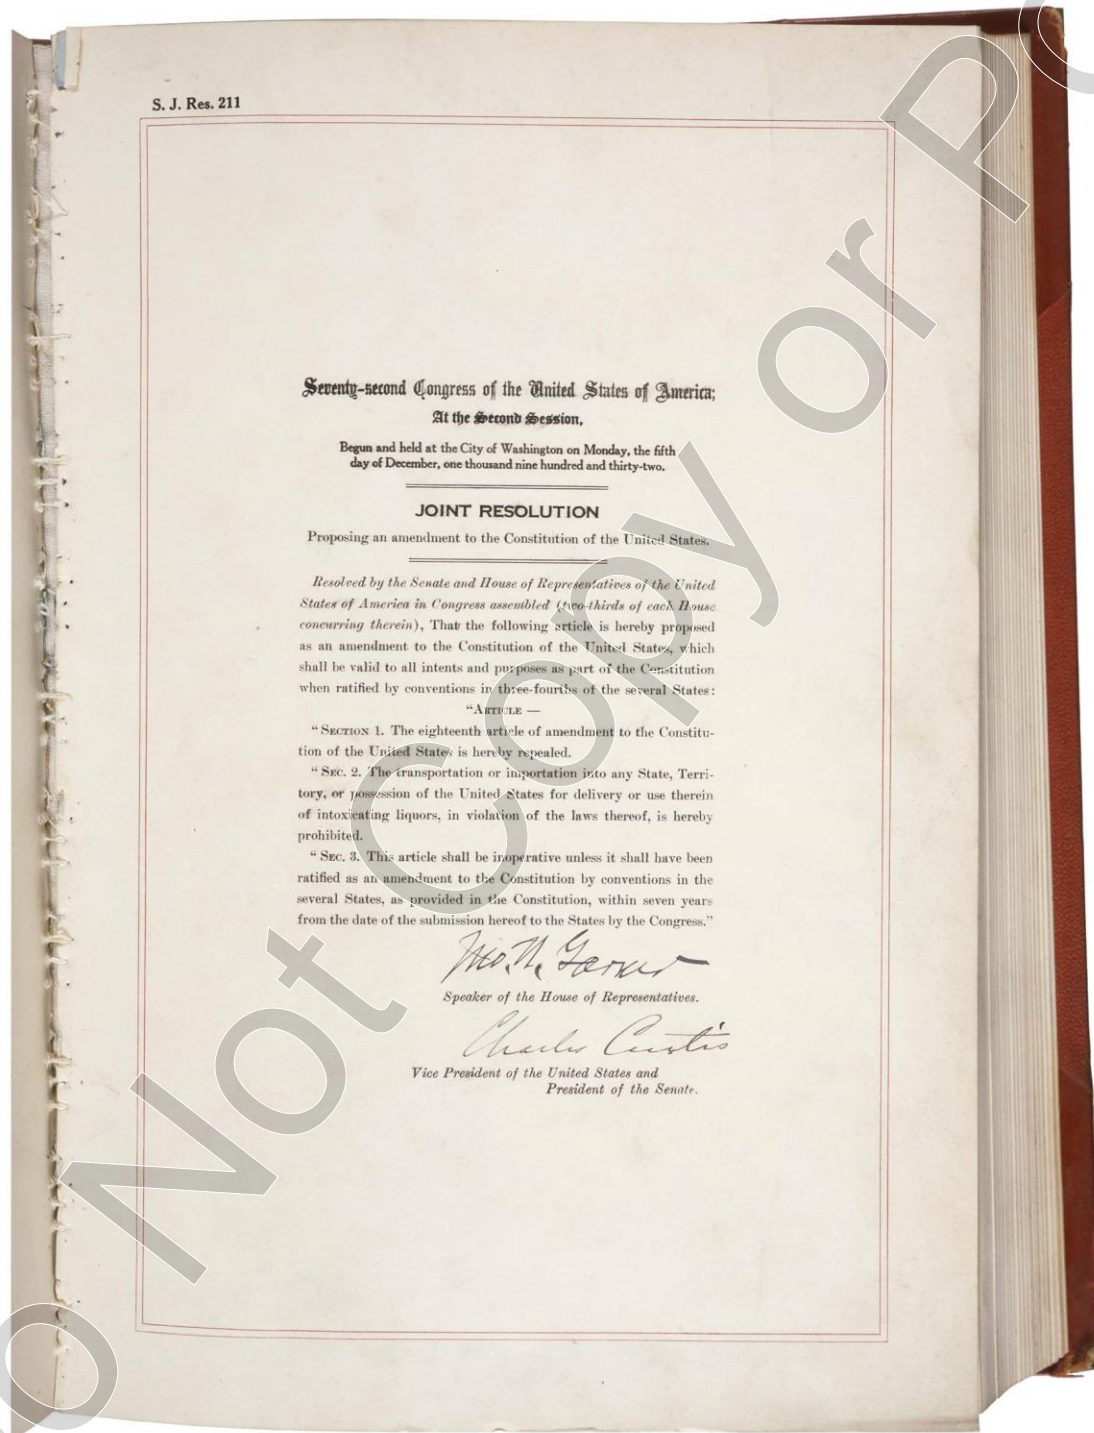 S. J. Res. 211
Seventy-second Congress of the United States of America;
At the Second Session,
Begun and held at the City of Washington on Monday, the fifth
day of December, one thousand nine hundred and thirty-two.
JOINT RESOLUTION
Proposing an amendment to the Constitution of the United States.
Resolved by the Senate and House of Representatives of the United
States of America in Congress assembled (two-thirds of each House
concurring therein), That the following article is hereby proposed
as an amendment to the Constitution of the United States, which
shall be valid to all intents and purposes as part of the Constitution
when ratified by conventions in three-fourths of the several States:
"ARTICLE —
"SECTION 1. The eighteenth article of amendment to the Constitu-
tion of the United States is hereby repealed.
"SEC. 2. The transportation or importation into any State, Terri-
tory, or possession of the United States for delivery or use therein
of intoxicating liquors, in violation of the laws thereof, is hereby
prohibited.
"SEC. 3. This article shall be inoperative unless it shall have been
ratified as an amendment to the Constitution by conventions in the
several States, as provided in the Constitution, within seven years
from the date of the submission hereof to the States by the Congress."
Jno. N. Garner
Speaker of the House of Representatives.
Charles Curtis
Vice President of the United States and
President of the Senate.
Not Copy or